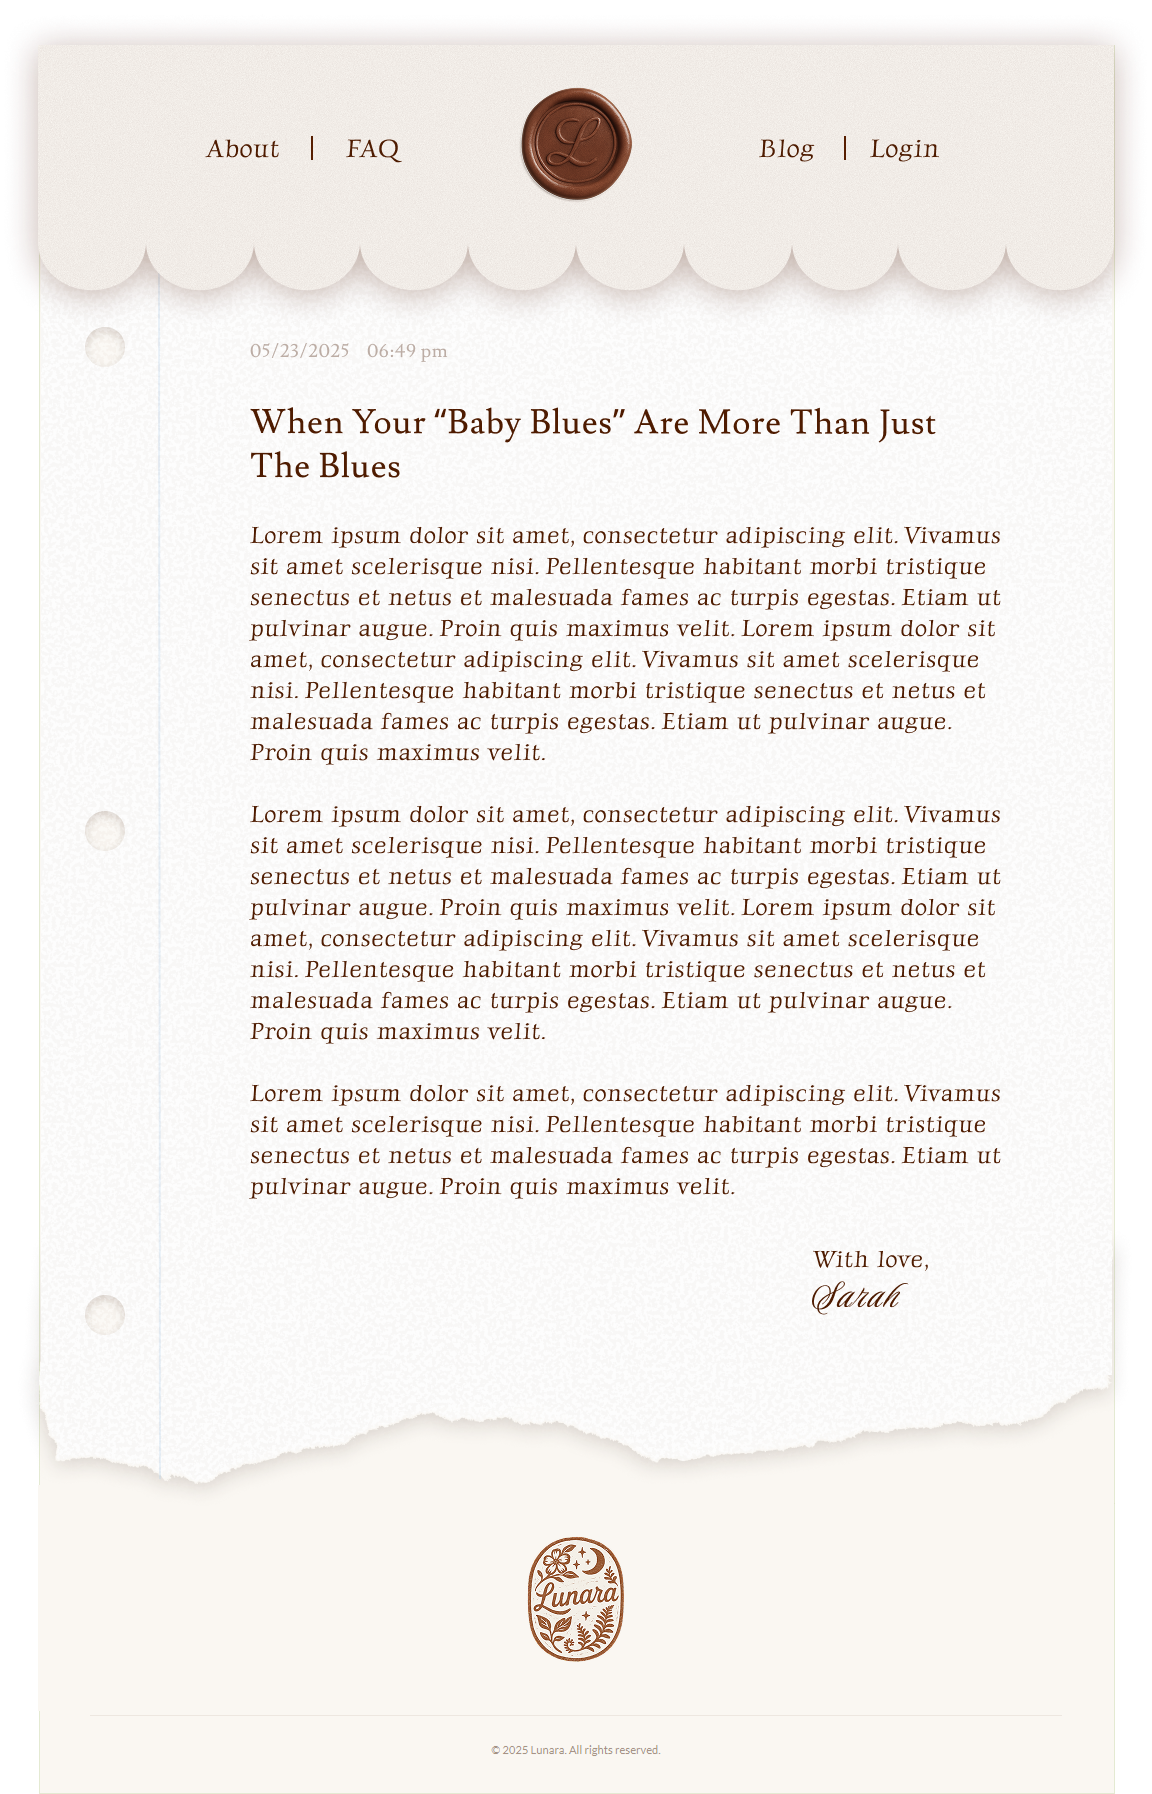 About | FAQ
L
Blog | Login
05/23/2025 06:49 pm
When Your “Baby Blues” Are More Than Just
The Blues
Lorem ipsum dolor sit amet, consectetur adipiscing elit. Vivamus
sit amet scelerisque nisi. Pellentesque habitant morbi tristique
senectus et netus et malesuada fames ac turpis egestas. Etiam ut
pulvinar augue. Proin quis maximus velit. Lorem ipsum dolor sit
amet, consectetur adipiscing elit. Vivamus sit amet scelerisque
nisi. Pellentesque habitant morbi tristique senectus et netus et
malesuada fames ac turpis egestas. Etiam ut pulvinar augue.
Proin quis maximus velit.
Lorem ipsum dolor sit amet, consectetur adipiscing elit. Vivamus
sit amet scelerisque nisi. Pellentesque habitant morbi tristique
senectus et netus et malesuada fames ac turpis egestas. Etiam ut
pulvinar augue. Proin quis maximus velit. Lorem ipsum dolor sit
amet, consectetur adipiscing elit. Vivamus sit amet scelerisque
nisi. Pellentesque habitant morbi tristique senectus et netus et
malesuada fames ac turpis egestas. Etiam ut pulvinar augue.
Proin quis maximus velit.
Lorem ipsum dolor sit amet, consectetur adipiscing elit. Vivamus
sit amet scelerisque nisi. Pellentesque habitant morbi tristique
senectus et netus et malesuada fames ac turpis egestas. Etiam ut
pulvinar augue. Proin quis maximus velit.
With love,
Sarah
Lunara
© 2025 Lunara. All rights reserved.